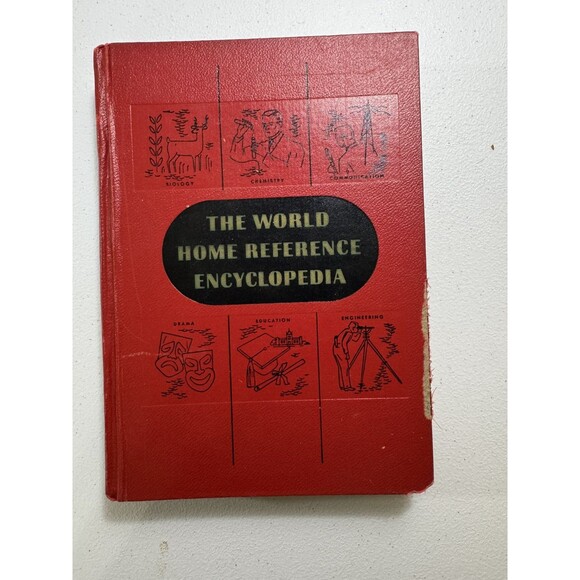 BIOLOGY
CHEMISTRY
COMMUNICATION
THE WORLD
HOME REFERENCE
ENCYCLOPEDIA
DRAMA
EDUCATION
ENGINEERING